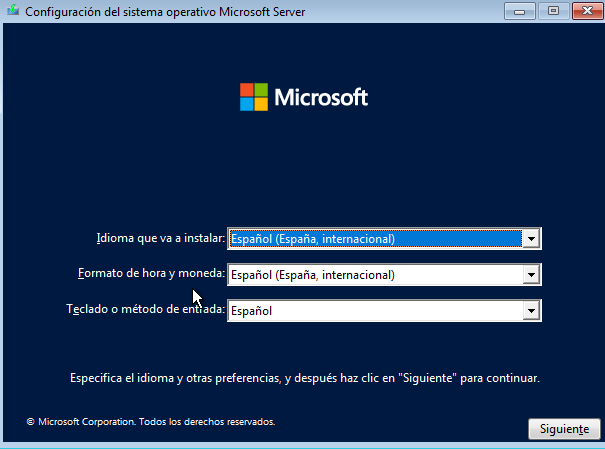 Configuración del sistema operativo Microsoft Server
Microsoft
Idioma que va a instalar: Español (España, internacional)
Formato de hora y moneda: Español (España, internacional)
Teclado o método de entrada: Español
Especifica el idioma y otras preferencias, y después haz clic en "Siguiente" para continuar.
© Microsoft Corporation. Todos los derechos reservados.
Siguiente